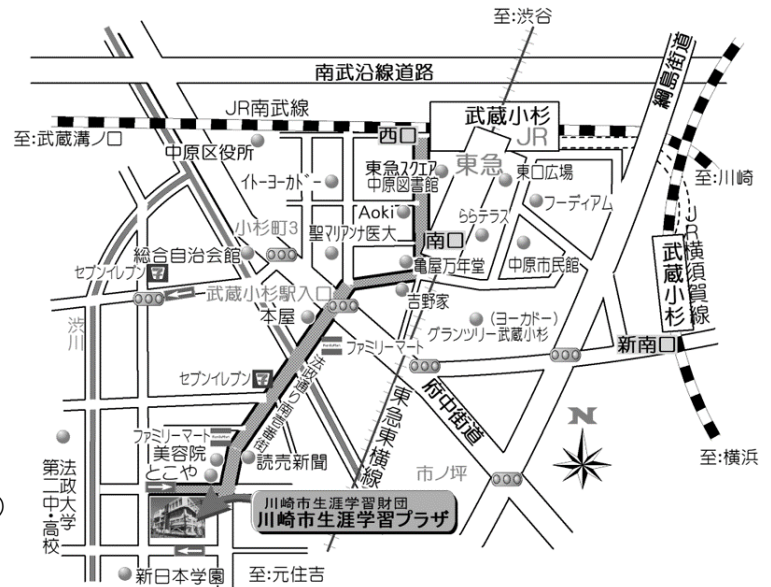 至:渋谷
南武沿線道路
綱島街道
JR南武線
武蔵小杉
JR
至:武蔵溝ノ口
西口
中原区役所
東急
東急スクエア
中原図書館
東口広場
至:川崎
イトーヨーカドー
フーディアム
Aoki
ららテラス
小杉町3
聖マリアンナ医大
南口
総合自治会館
亀屋万年堂
中原市民館
セブンイレブン
武蔵小杉
JR横須賀線
武蔵小杉駅入口
吉野家
渋川
本屋
(ヨーカドー)
グランツリー武蔵小杉
新南口
ファミリーマート
FamilyMart
セブンイレブン
法政通り南吉番街
東急東横線
府中街道
N
ファミリーマート
FamilyMart
美容院
とこや
読売新聞
市ノ坪
至:横浜
法政大学
第二中・高校
川崎市生涯学習財団
川崎市生涯学習プラザ
新日本学園
至:元住吉